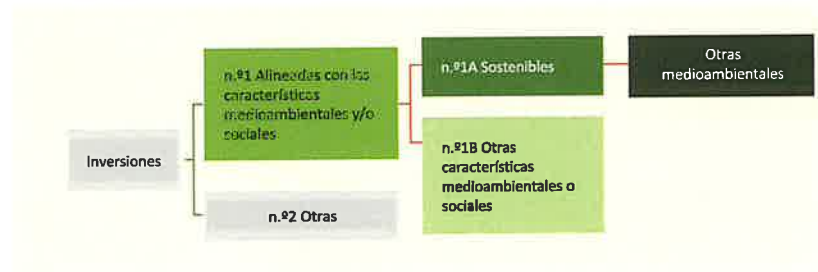 Inversiones
n.º1 Alineadas con las
características
medioambientales y/o
sociales
n.º2 Otras
n.º1A Sostenibles
n.º1B Otras
características
medioambientales o
sociales
Otras
medioambientales